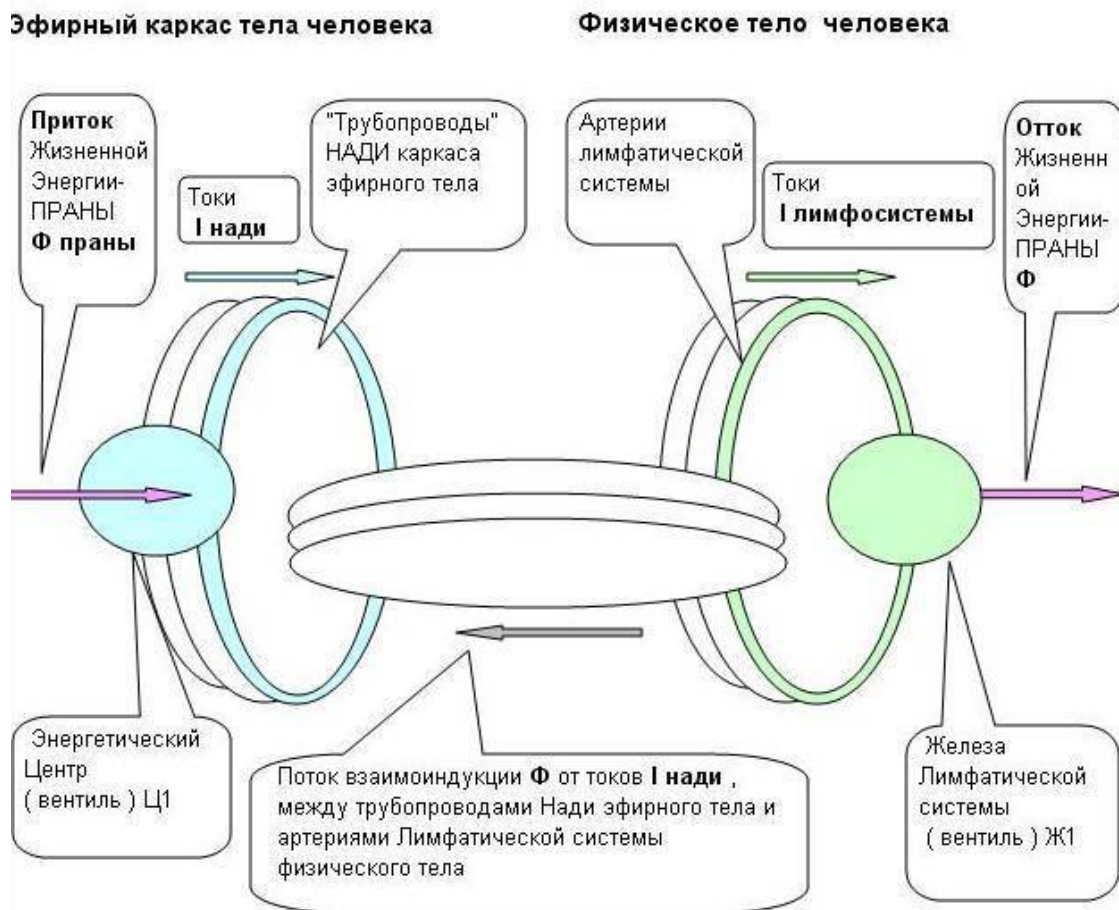 Эфирный каркас тела человека
Физическое тело человека
Приток
Жизненной
Энергии-
ПРАНЫ
Ф праны
Токи
I нади
"Трубопроводы"
НАДИ каркаса
эфирного тела
Артерии
лимфатической
системы
Токи
I лимфосистемы
Отток
Жизненн
ой
Энергии-
ПРАНЫ
Ф
Энергетический
Центр
( вентиль ) Ц1
Поток взаимоиндукции Ф от токов I нади ,
между трубопроводами Нади эфирного тела и
артериями Лимфатической системы
физического тела
Железа
Лимфатической
системы
( вентиль ) Ж1